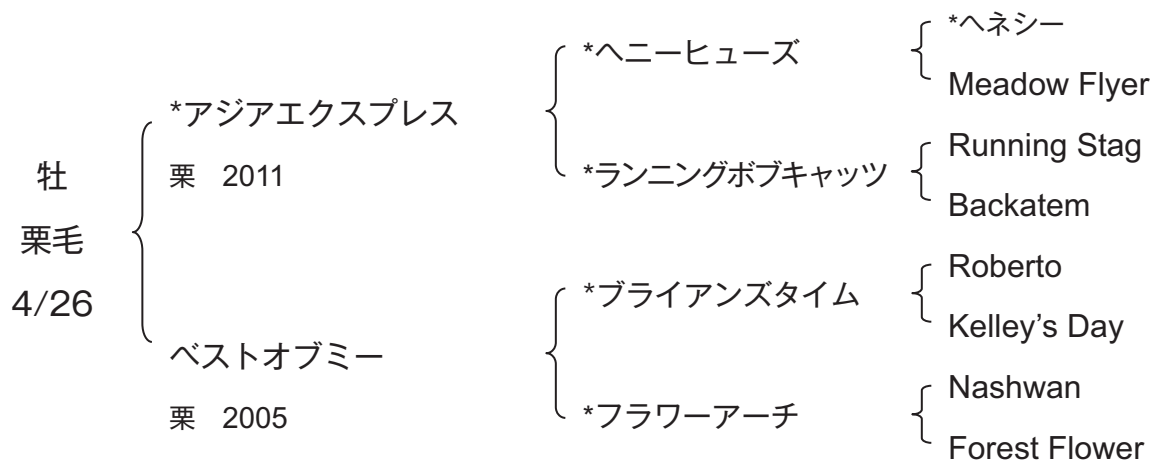 牡
栗毛
4/26
*アジアエクスプレス
栗 2011
ベストオブミー
栗 2005
*ヘニーヒューズ
*ランニングボブキャッツ
*ブライアンズタイム
*フラワーアーチ
*ヘネシー
Meadow Flyer
Running Stag
Backatem
Roberto
Kelley’s Day
Nashwan
Forest Flower